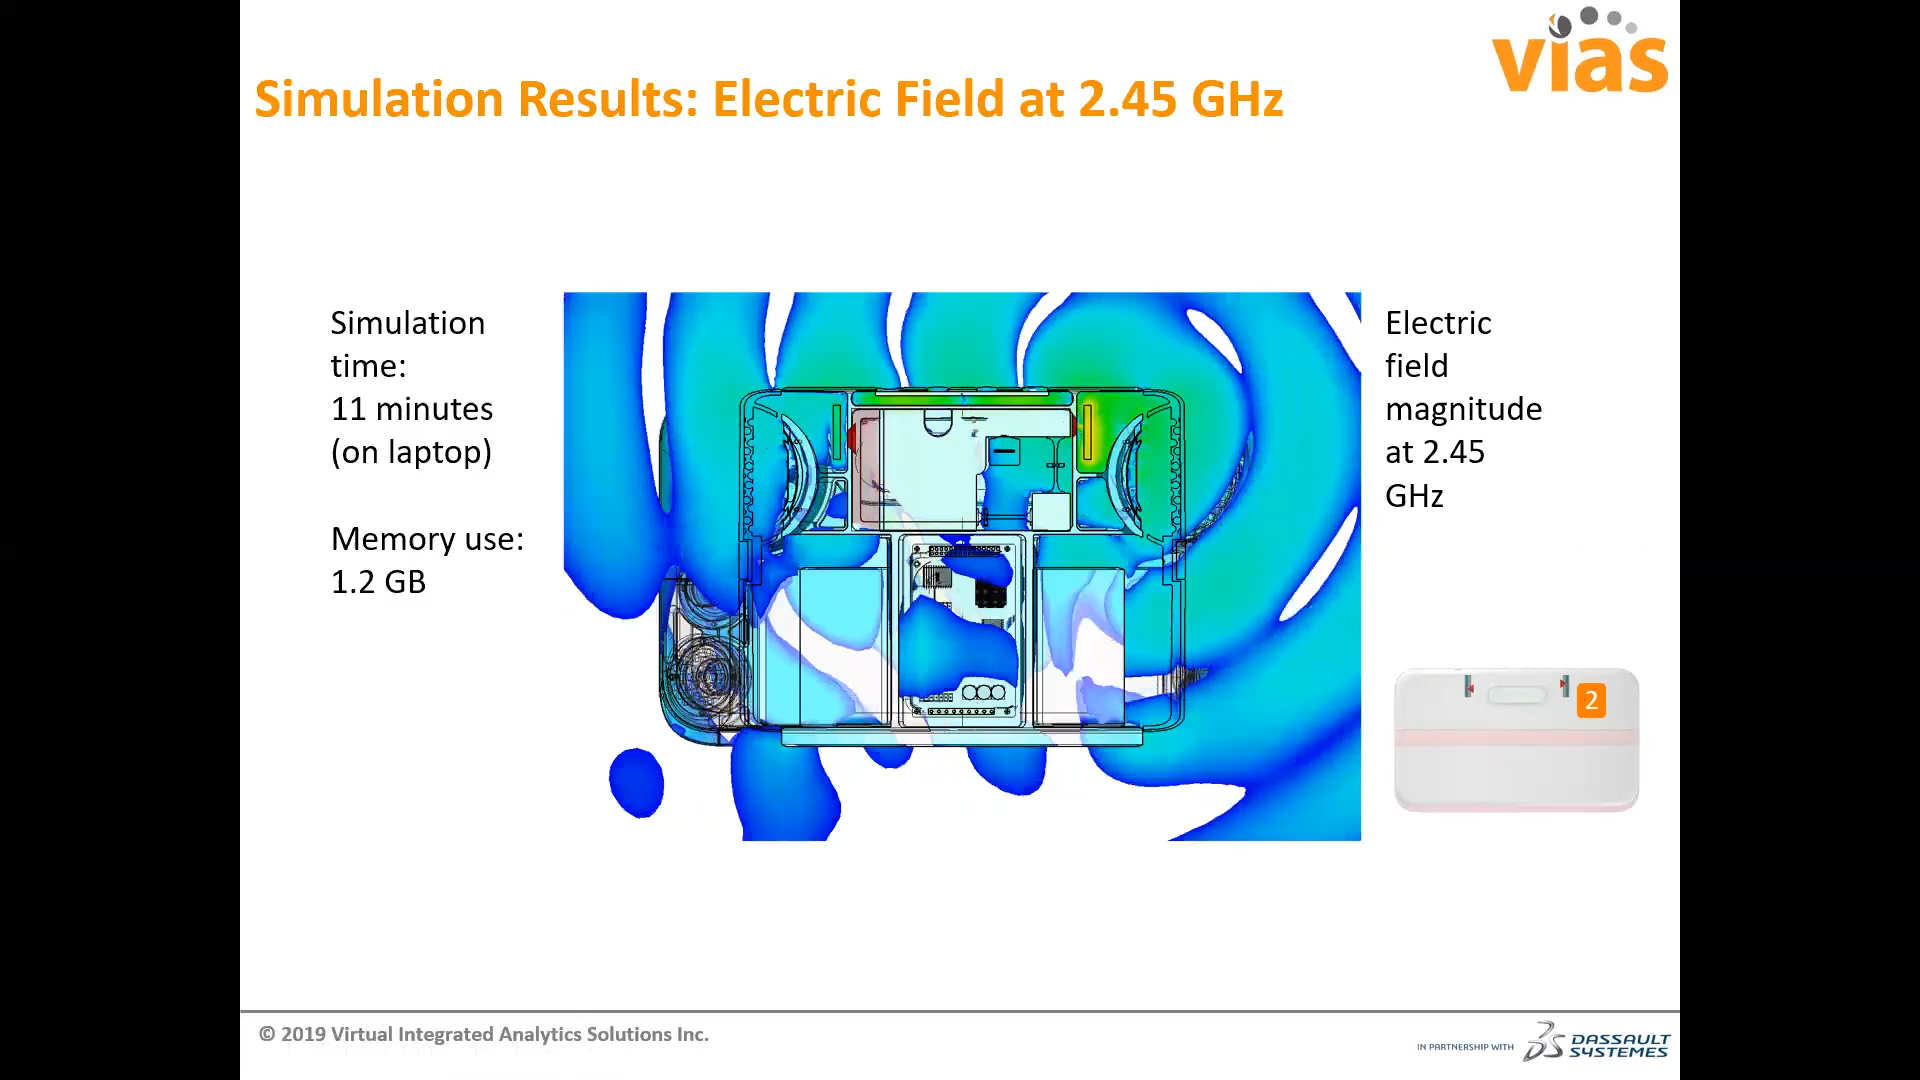 vias
Simulation Results: Electric Field at 2.45 GHz
Simulation
time:
11 minutes
(on laptop)
Memory use:
1.2 GB
Electric
field
magnitude
at 2.45
GHz
2
© 2019 Virtual Integrated Analytics Solutions Inc.
IN PARTNERSHIP WITH
DASSAULT
SYSTEMES